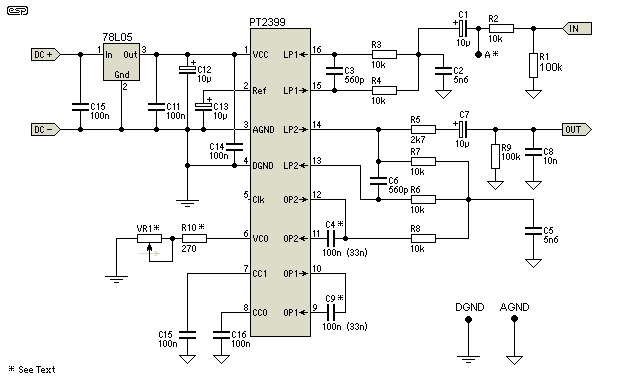 esp
PT2399
78L05
DC +
1
In
Out
3
Gnd
2
DC −
C15
100n
C11
100n
C12
10µ
C13
10µ
C14
100n
1
VCC
2
Ref
3
AGND
4
DGND
5
Clk
6
VCO
7
CC1
8
CC0
LP1
16
LP1
15
LP2
14
LP2
13
OP2
12
OP2
11
OP1
10
OP1
9
VR1*
R10*
270
C15
100n
C16
100n
C1
10µ
+
R2
10k
IN
A*
R1
100k
R3
10k
C3
560p
R4
10k
C2
5n6
R5
2k7
C7
10µ
+
OUT
R9
100k
C8
10n
R7
10k
C6
560p
R6
10k
C4*
100n (33n)
R8
10k
C5
5n6
C9*
100n (33n)
DGND
AGND
* See Text